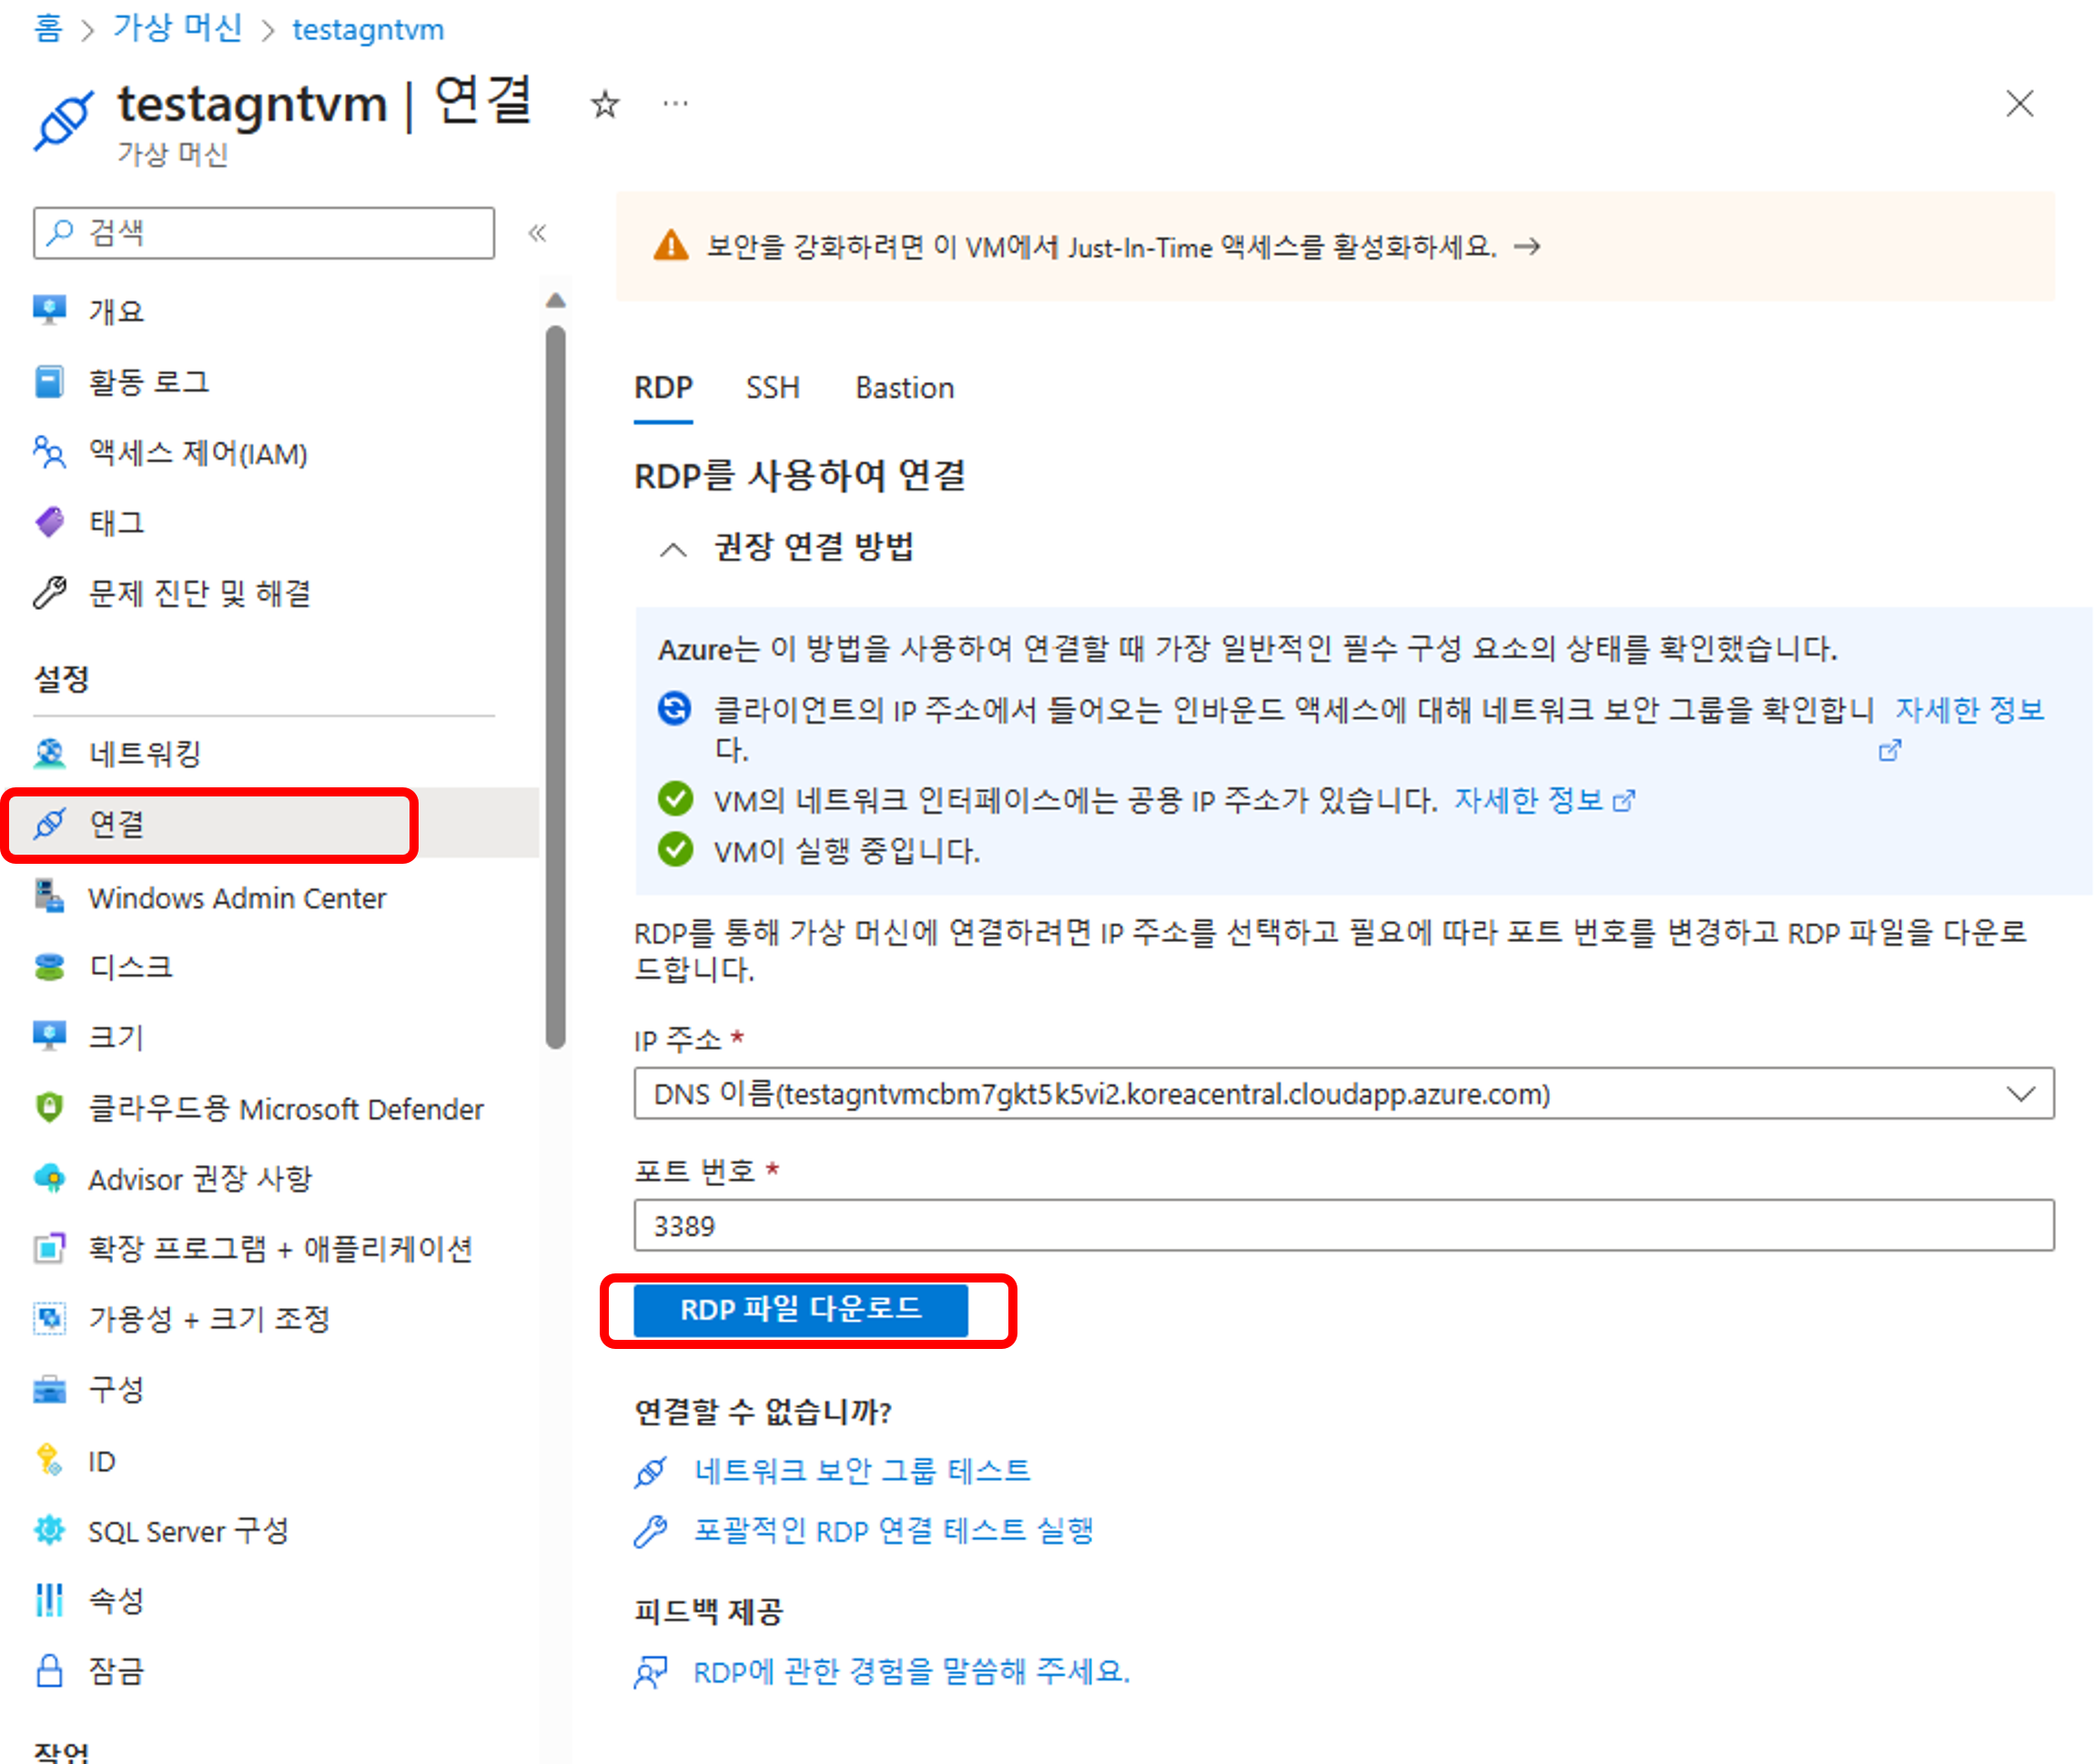 홈 > 가상 머신 > testagntvm
testagntvm | 연결
가상 머신
검색
개요
활동 로그
액세스 제어(IAM)
태그
문제 진단 및 해결
설정
네트워킹
연결
Windows Admin Center
디스크
크기
클라우드용 Microsoft Defender
Advisor 권장 사항
확장 프로그램 + 애플리케이션
가용성 + 크기 조정
구성
ID
SQL Server 구성
속성
잠금
작업
보안을 강화하려면 이 VM에서 Just-In-Time 액세스를 활성화하세요. →
RDP SSH Bastion
RDP를 사용하여 연결
권장 연결 방법
Azure는 이 방법을 사용하여 연결할 때 가장 일반적인 필수 구성 요소의 상태를 확인했습니다.
클라이언트의 IP 주소에서 들어오는 인바운드 액세스에 대해 네트워크 보안 그룹을 확인합니 자세한 정보
다.
VM의 네트워크 인터페이스에는 공용 IP 주소가 있습니다. 자세한 정보
VM이 실행 중입니다.
RDP를 통해 가상 머신에 연결하려면 IP 주소를 선택하고 필요에 따라 포트 번호를 변경하고 RDP 파일을 다운로
드합니다.
IP 주소 *
DNS 이름(testagntvmcbm7gkt5k5vi2.koreacentral.cloudapp.azure.com)
포트 번호 *
3389
RDP 파일 다운로드
연결할 수 없습니까?
네트워크 보안 그룹 테스트
포괄적인 RDP 연결 테스트 실행
피드백 제공
RDP에 관한 경험을 말씀해 주세요.